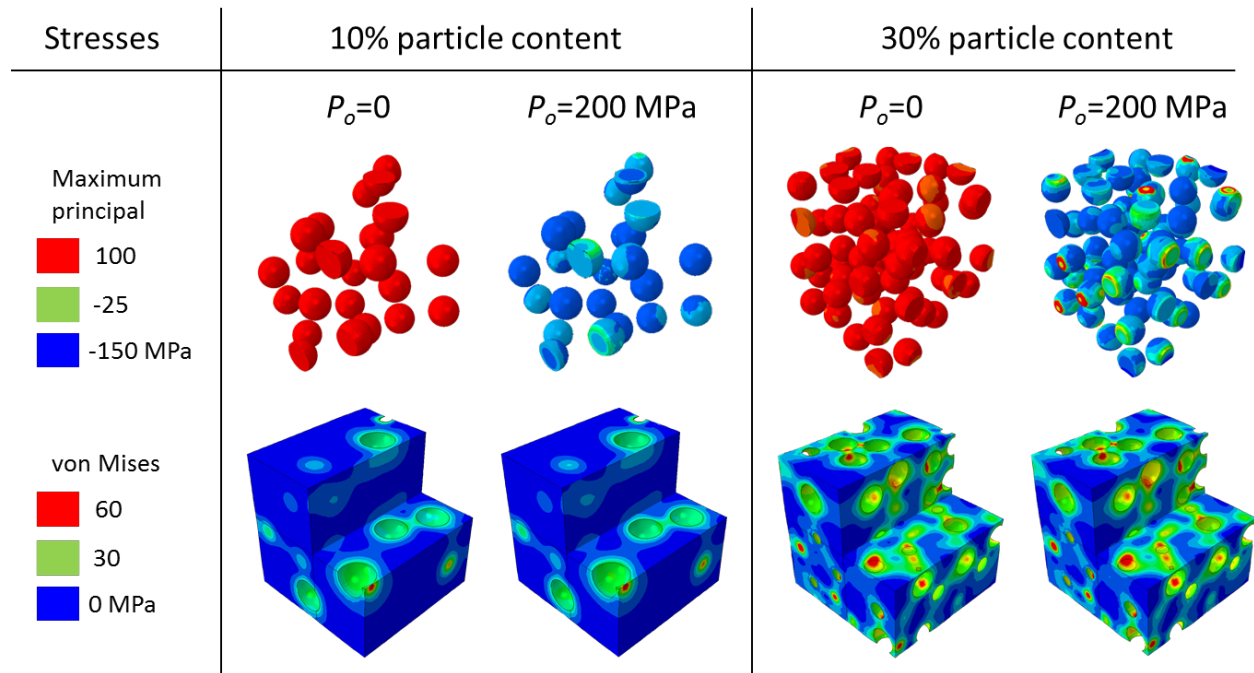 Stresses
10% particle content
30% particle content
Pₒ=0
Pₒ=200 MPa
Pₒ=0
Pₒ=200 MPa
Maximum
principal
100
-25
-150 MPa
von Mises
60
30
0 MPa